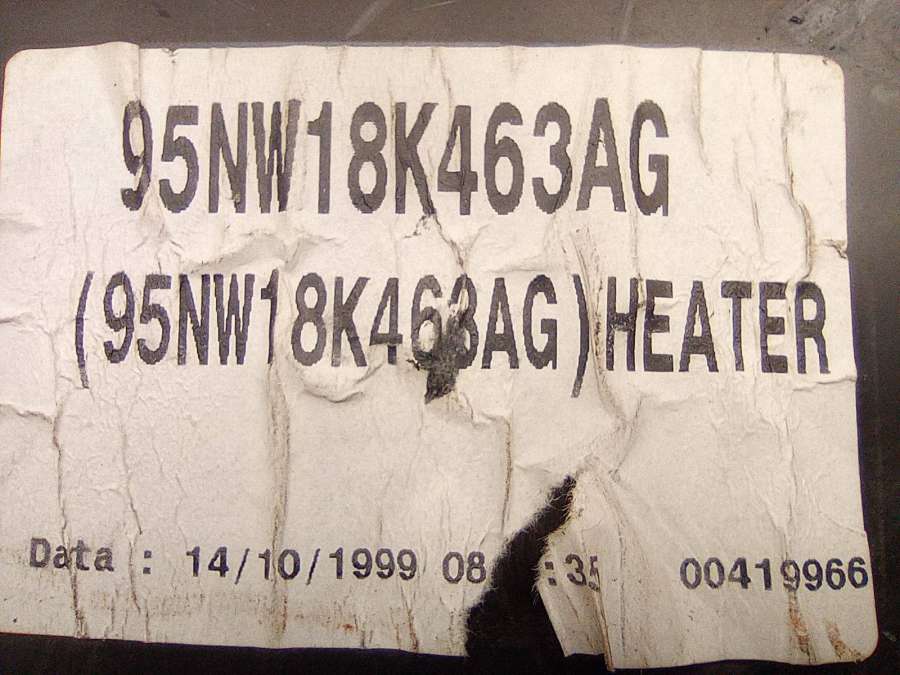 95NW18K463AG
(95NW18K463AG)HEATER
Data : 14/10/1999 08 :35 00419966